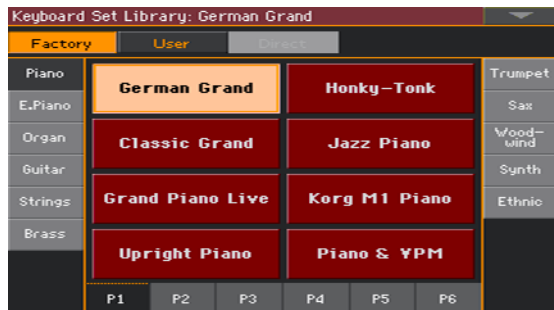 Keyboard Set Library: German Grand
Factory User Direct
Piano
E.Piano
Organ
Guitar
Strings
Brass
German Grand Honky-Tonk
Classic Grand Jazz Piano
Grand Piano Live Korg M1 Piano
Upright Piano Piano & YPM
Trumpet
Sax
Wood-
wind
Synth
Ethnic
P1 P2 P3 P4 P5 P6